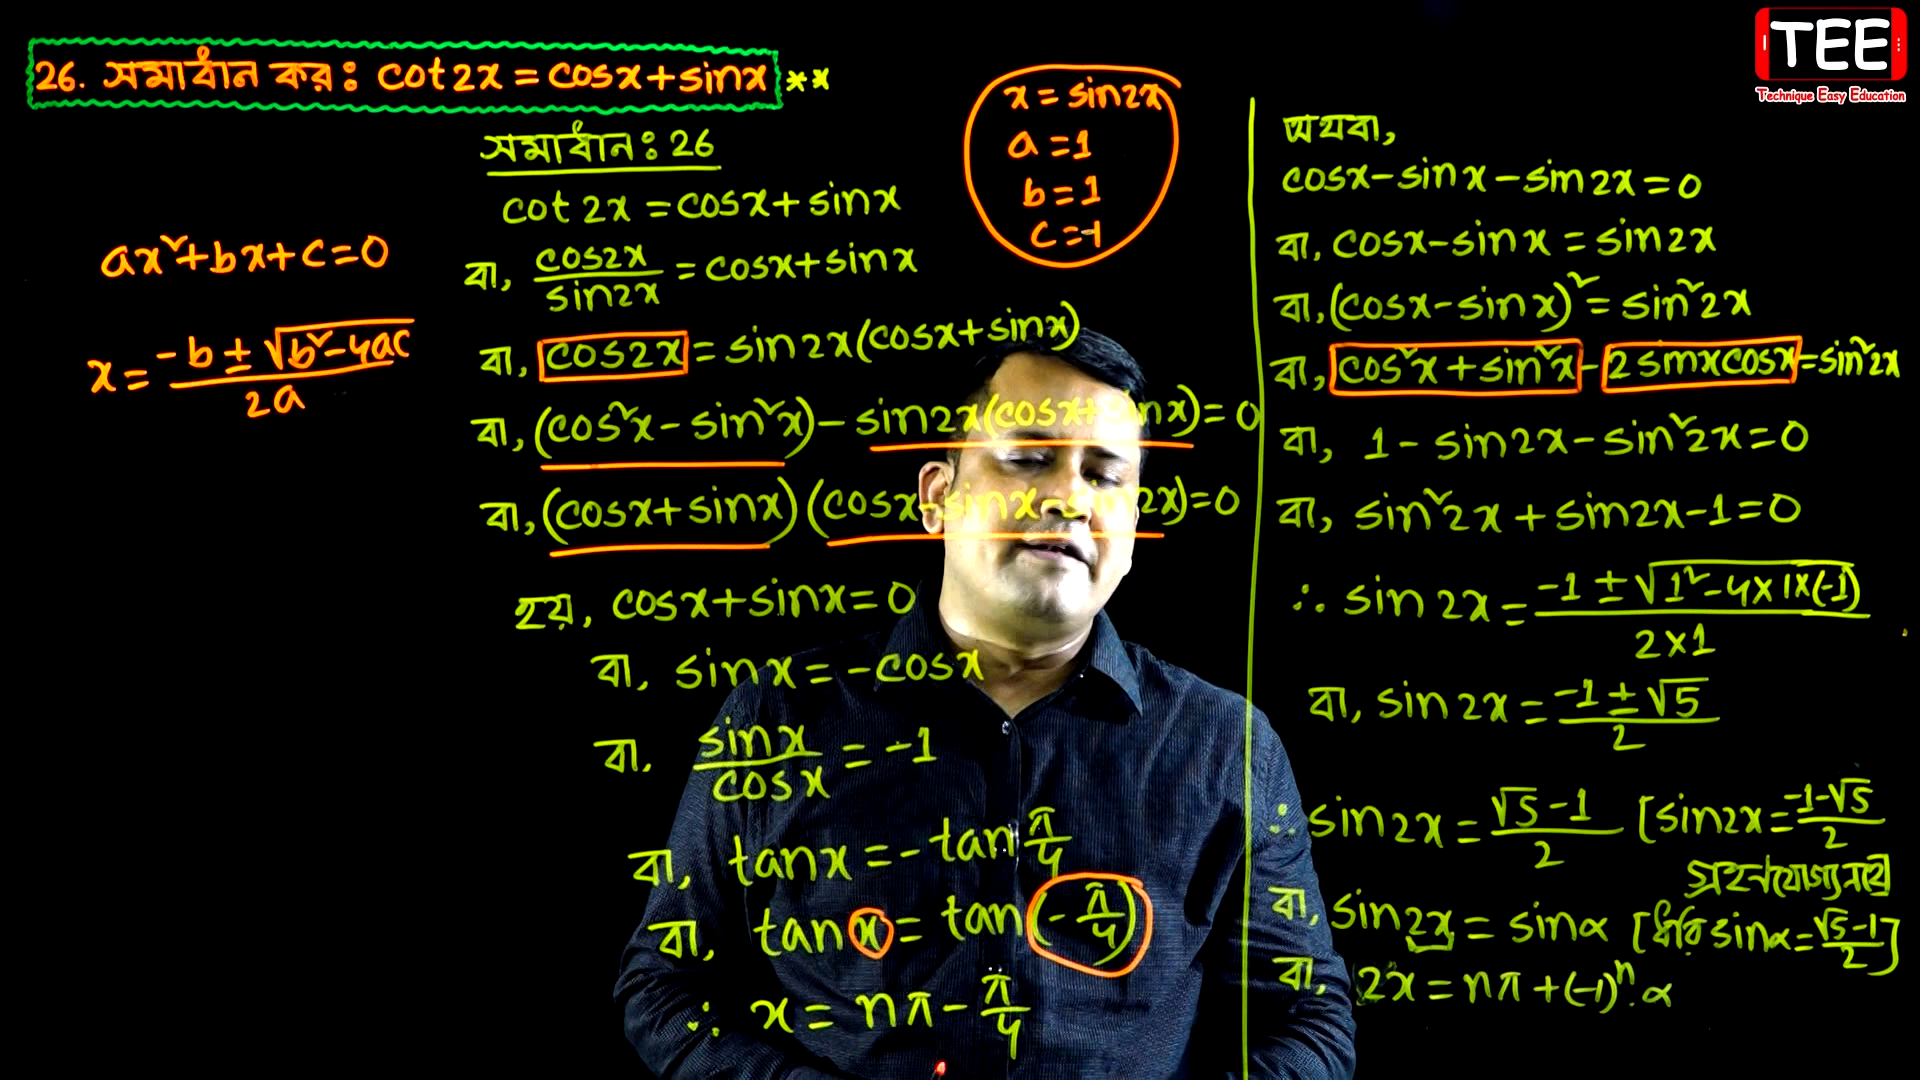 26. সমাধান কর: cot2x = cosx+sinx **
TEE
Technique Easy Education
সমাধান: 26
cot 2x = cosx + sinx
বা, cos2x/sin2x = cosx+sinx
বা, cos2x = sin2x(cosx+sinx)
বা, (cos²x - sin²x) - sin2x(cosx+sinx) = 0
বা, (cosx+sinx)(cosx-sinx-sin2x)=0
হয়, cosx+sinx=0
বা, sinx = -cosx
বা, sinx/cosx = -1
বা, tanx = -tan π/4
বা, tanx = tan(-π/4)
∴ x = nπ - π/4
ax²+bx+c=0
x = -b ± √b²-4ac / 2a
x = sin2x
a = 1
b = 1
c = -1
অথবা,
cosx-sinx-sin2x=0
বা, cosx-sinx = sin2x
বা, (cosx-sinx)² = sin²2x
বা, cos²x + sin²x - 2sinxcosx = sin²2x
বা, 1 - sin2x - sin²2x = 0
বা, sin²2x + sin2x - 1 = 0
∴ sin 2x = -1 ± √1²-4×1×(-1) / 2×1
বা, sin2x = -1±√5 / 2
∴ sin2x = √5-1 / 2 [sin2x = -1-√5 / 2
গ্রহনযোগ্য নহে]
বা, sin2x = sinα [ধরি sinα = √5-1 / 2]
বা, 2x = nπ + (-1)ⁿ.α